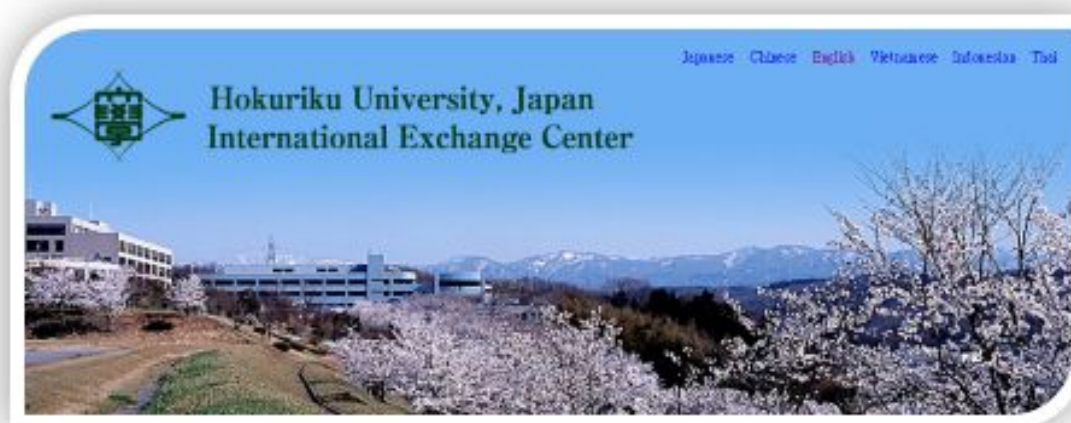 Japanese Chinese English Vietnamese Indonesian Thai
Hokuriku University, Japan
International Exchange Center